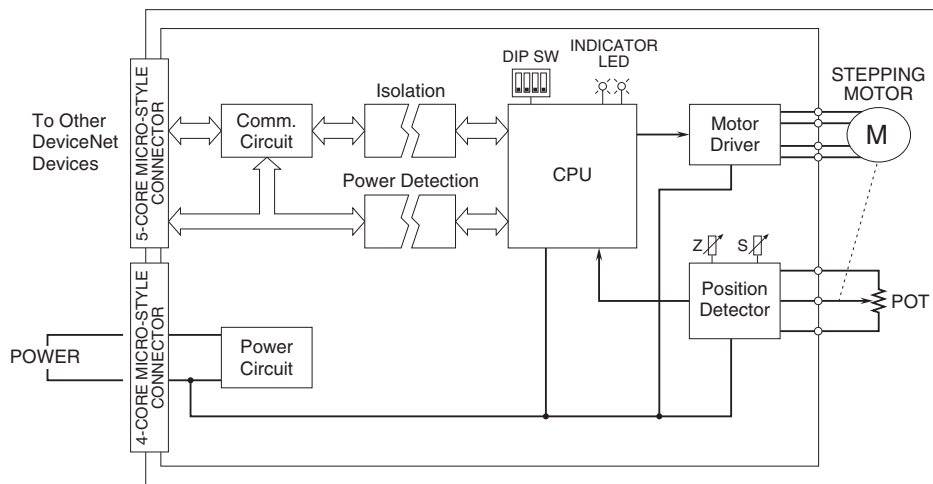 To Other
DeviceNet
Devices
5-CORE MICRO-STYLE
CONNECTOR
Comm.
Circuit
Isolation
Power Detection
DIP SW
INDICATOR
LED
CPU
Motor
Driver
STEPPING
MOTOR
M
Z
S
Position
Detector
POT
POWER
4-CORE MICRO-STYLE
CONNECTOR
Power
Circuit